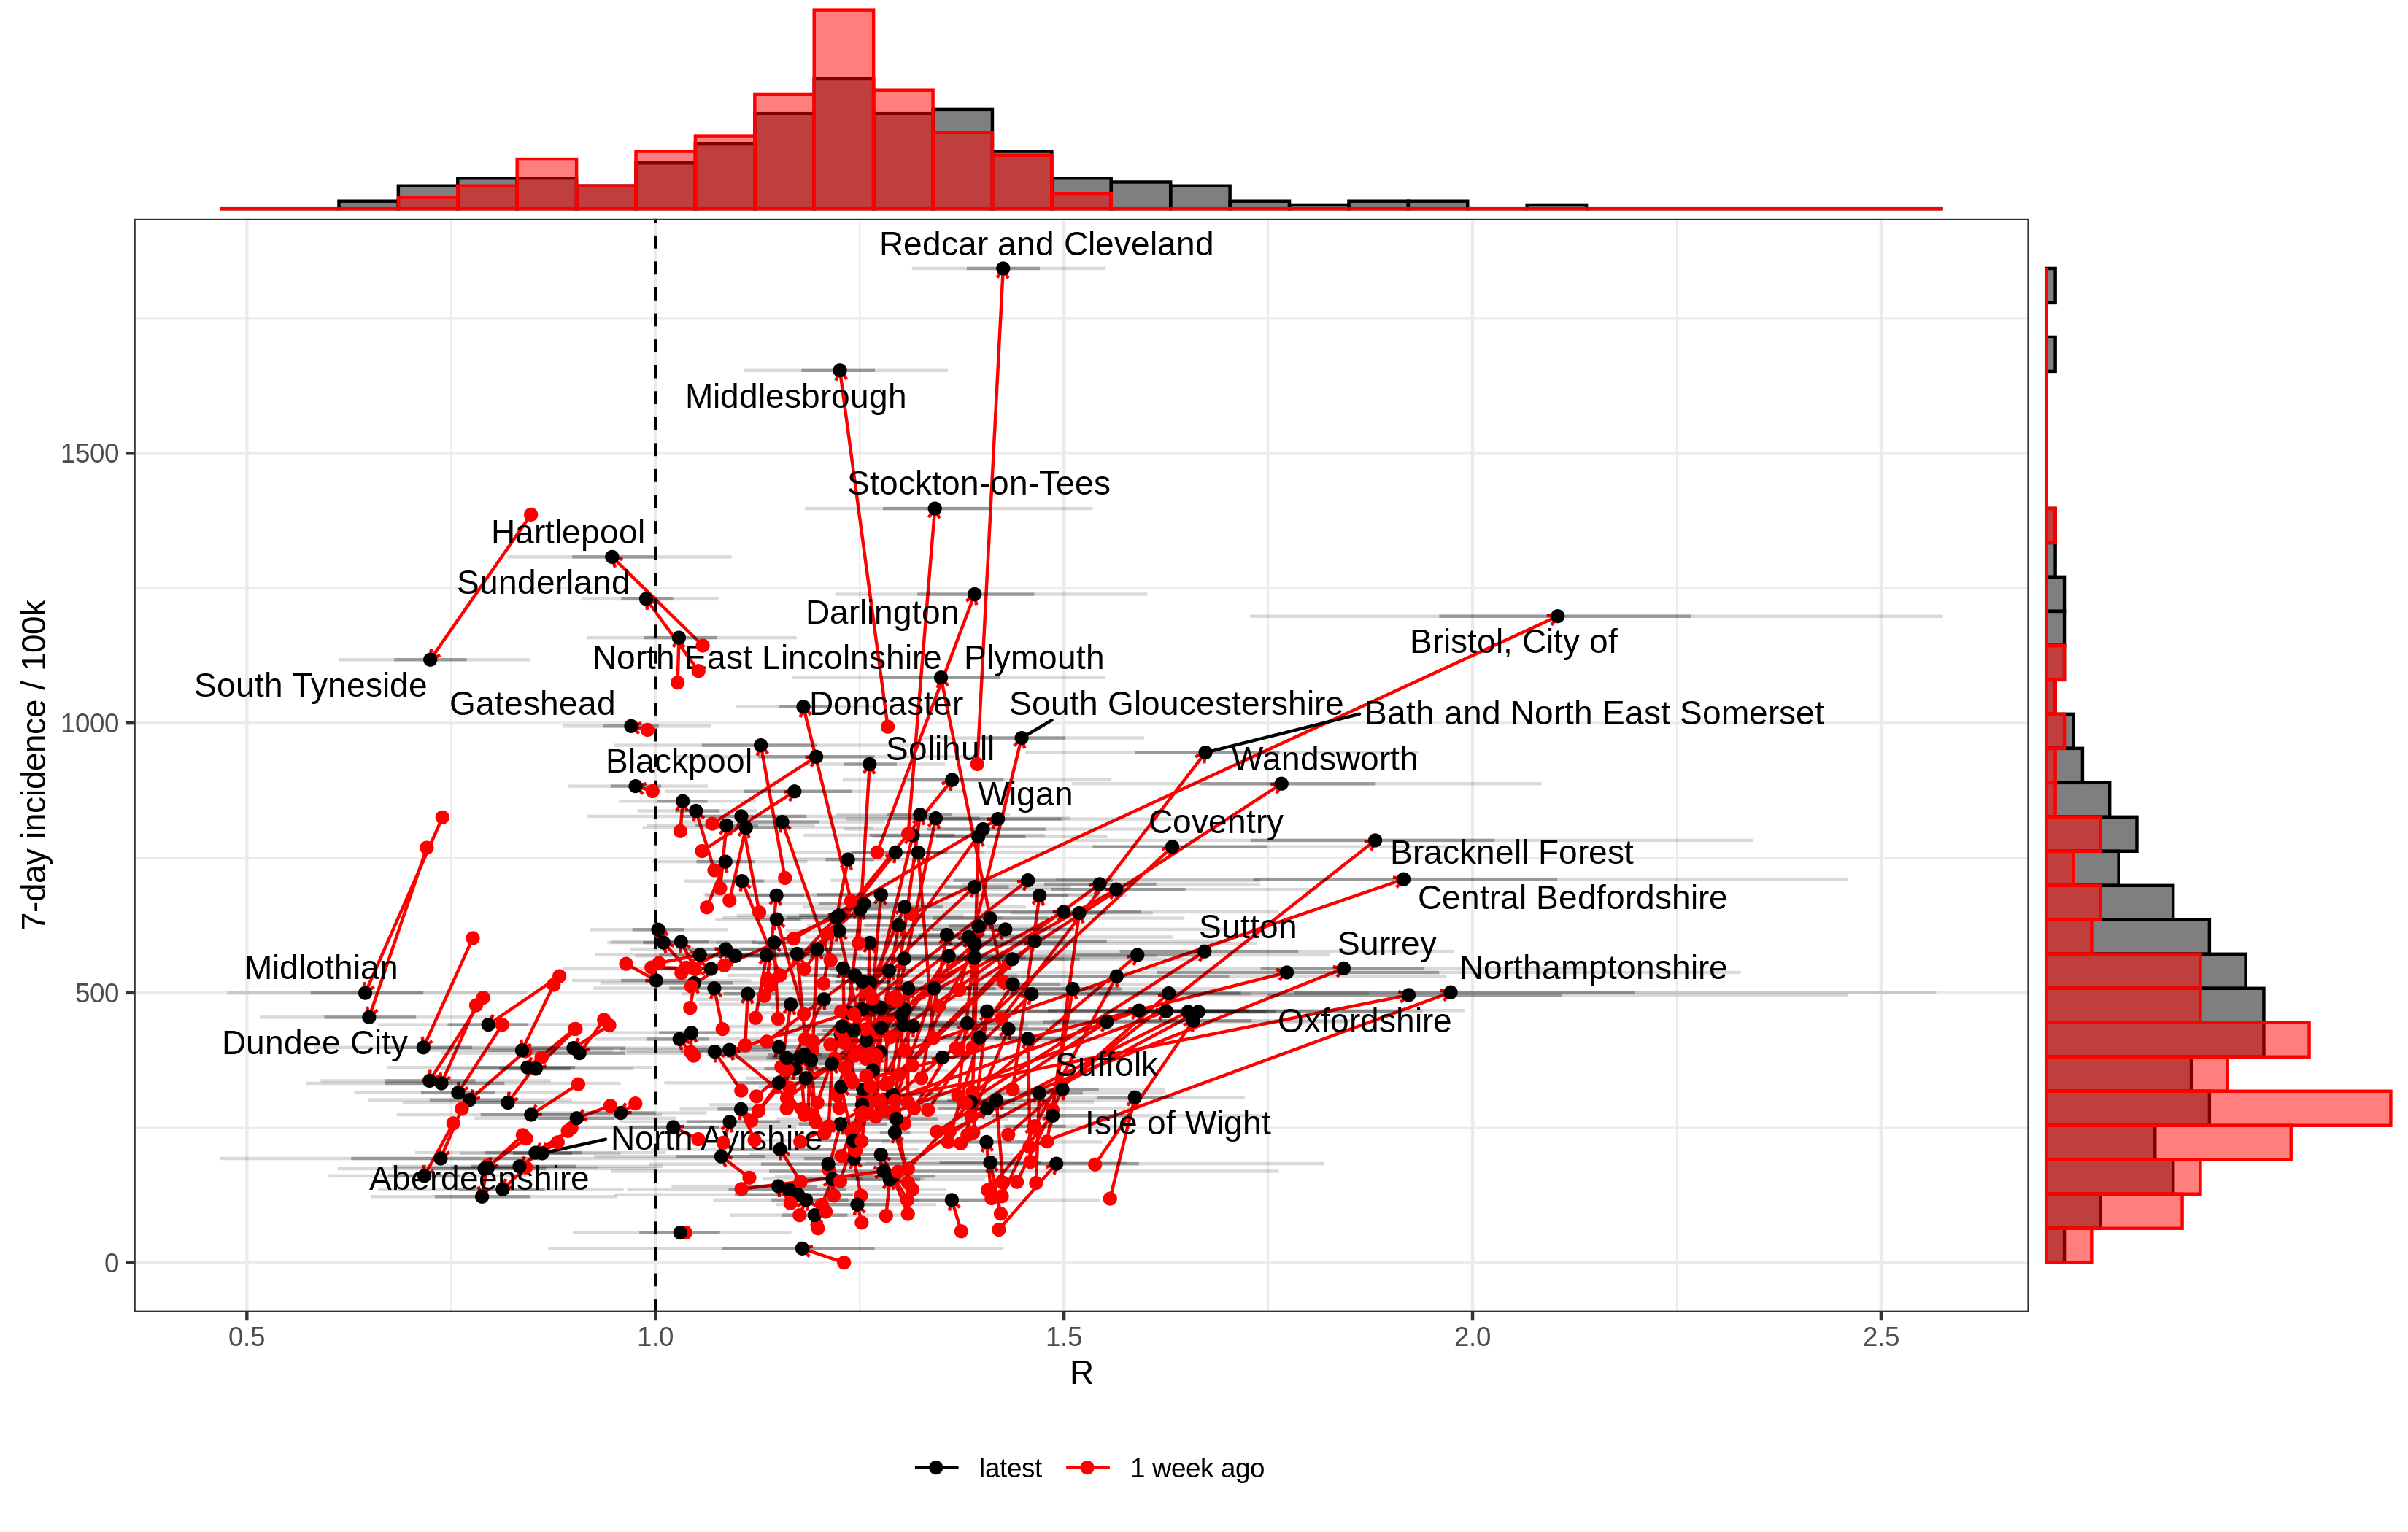 Redcar and Cleveland
Middlesbrough
1500
Stockton-on-Tees
Hartlepool
Sunderland
Darlington
Bristol, City of
North East Lincolnshire
Plymouth
South Tyneside
Gateshead
Doncaster
South Gloucestershire
Bath and North East Somerset
1000
Solihull
Blackpool
Wandsworth
Wigan
Coventry
Bracknell Forest
Central Bedfordshire
Sutton
Surrey
Midlothian
Northamptonshire
500
Oxfordshire
Dundee City
Suffolk
Isle of Wight
North Ayrshire
Aberdeenshire
0
7-day incidence / 100k
0.5 1.0 1.5 2.0 2.5
R
latest 1 week ago